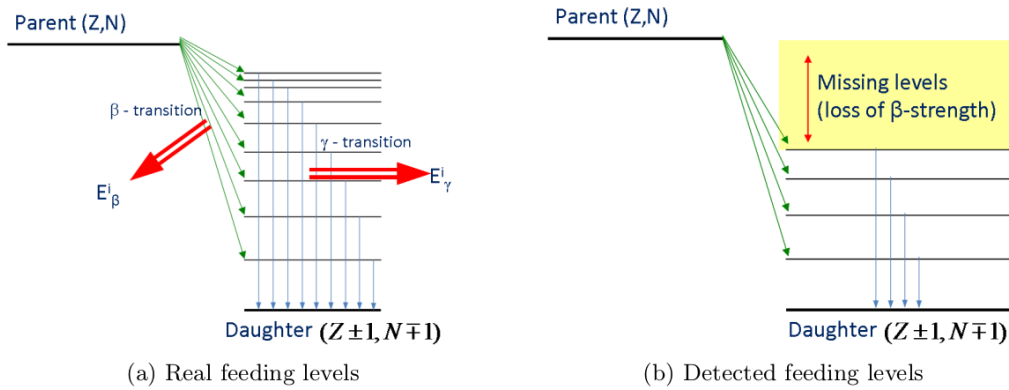 Parent (Z,N)
β - transition
γ - transition
E^i_β
E^i_γ
Daughter (Z ± 1, N ∓ 1)
(a) Real feeding levels
Parent (Z,N)
Missing levels
(loss of β-strength)
Daughter (Z ± 1, N ∓ 1)
(b) Detected feeding levels